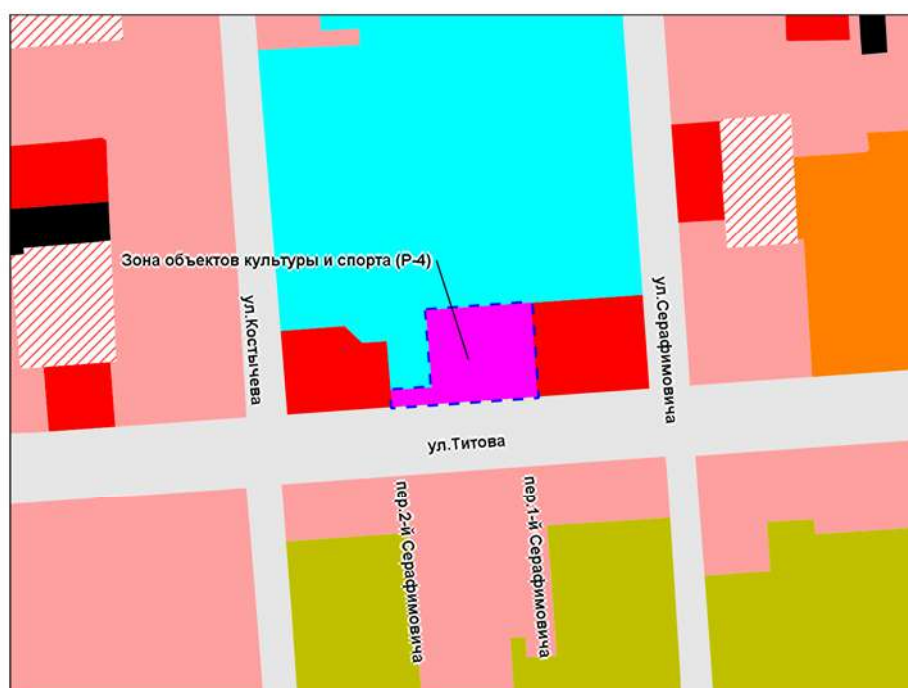 Зона объектов культуры и спорта (Р-4)
ул.Костычева
ул.Серафимовича
ул.Титова
пер.2-й Серафимовича
пер.1-й Серафимовича